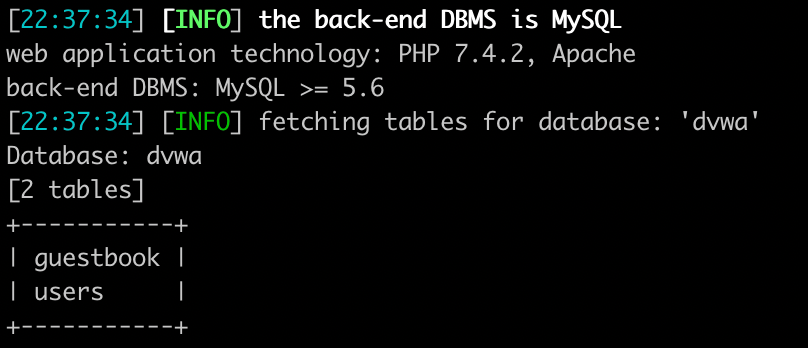 [22:37:34] [INFO] the back-end DBMS is MySQL
web application technology: PHP 7.4.2, Apache
back-end DBMS: MySQL >= 5.6
[22:37:34] [INFO] fetching tables for database: 'dvwa'
Database: dvwa
[2 tables]
+-----------+
| guestbook |
| users     |
+-----------+